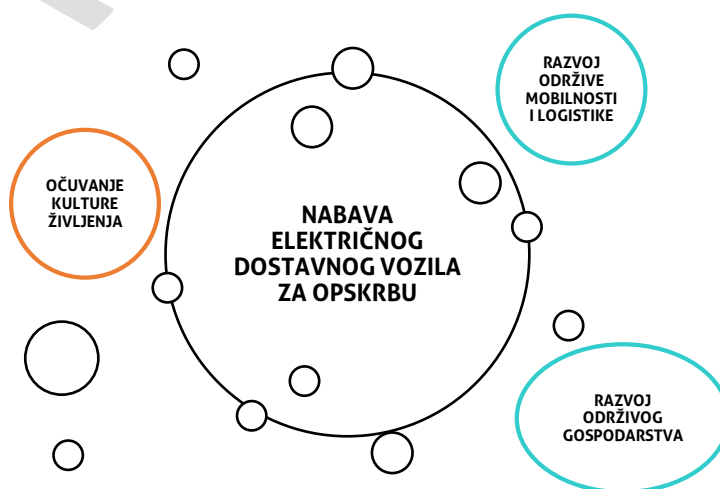 RAZVOJ
ODRŽIVE
MOBILNOSTI
I LOGISTIKE
OČUVANJE
KULTURE
ŽIVLJENJA
NABAVA
ELEKTRIČNOG
DOSTAVNOG VOZILA
ZA OPSKRBU
RAZVOJ
ODRŽIVOG
GOSPODARSTVA